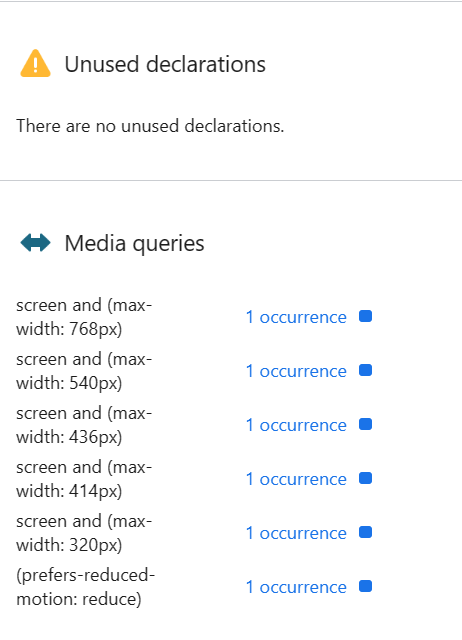 Unused declarations
There are no unused declarations.
Media queries
screen and (max-
width: 768px)
1 occurrence
screen and (max-
width: 540px)
1 occurrence
screen and (max-
width: 436px)
1 occurrence
screen and (max-
width: 414px)
1 occurrence
screen and (max-
width: 320px)
1 occurrence
(prefers-reduced-
motion: reduce)
1 occurrence